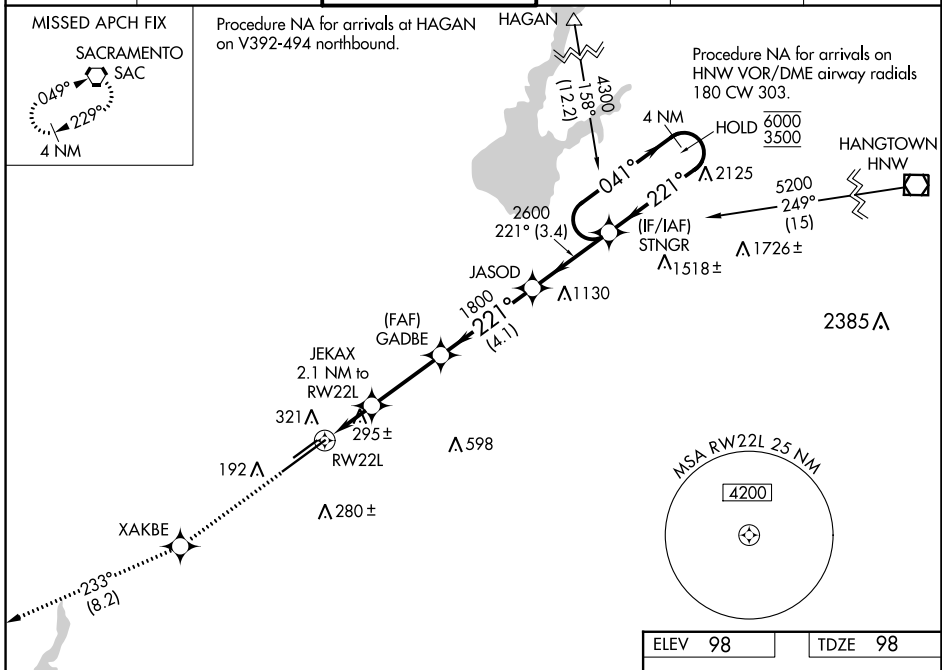 MISSED APCH FIX
SACRAMENTO
SAC
049°
229°
4 NM
Procedure NA for arrivals at HAGAN
on V392-494 northbound.
HAGAN
4300
158°
(12.2)
Procedure NA for arrivals on
HNW VOR/DME airway radials
180 CW 303.
4 NM
HOLD 6000
3500
HANGTOWN
HNW
041°
221°
2125
5200
249°
(15)
2600
221° (3.4)
(IF/IAF)
STNGR
1726±
1518±
JASOD
1130
2385
1800
221°
(4.1)
(FAF)
GADBE
JEKAX
2.1 NM to
RW22L
321
295±
598
RW22L
192
280±
XAKBE
233°
(8.2)
MSA RW22L 25 NM
4200
ELEV 98
TDZE 98